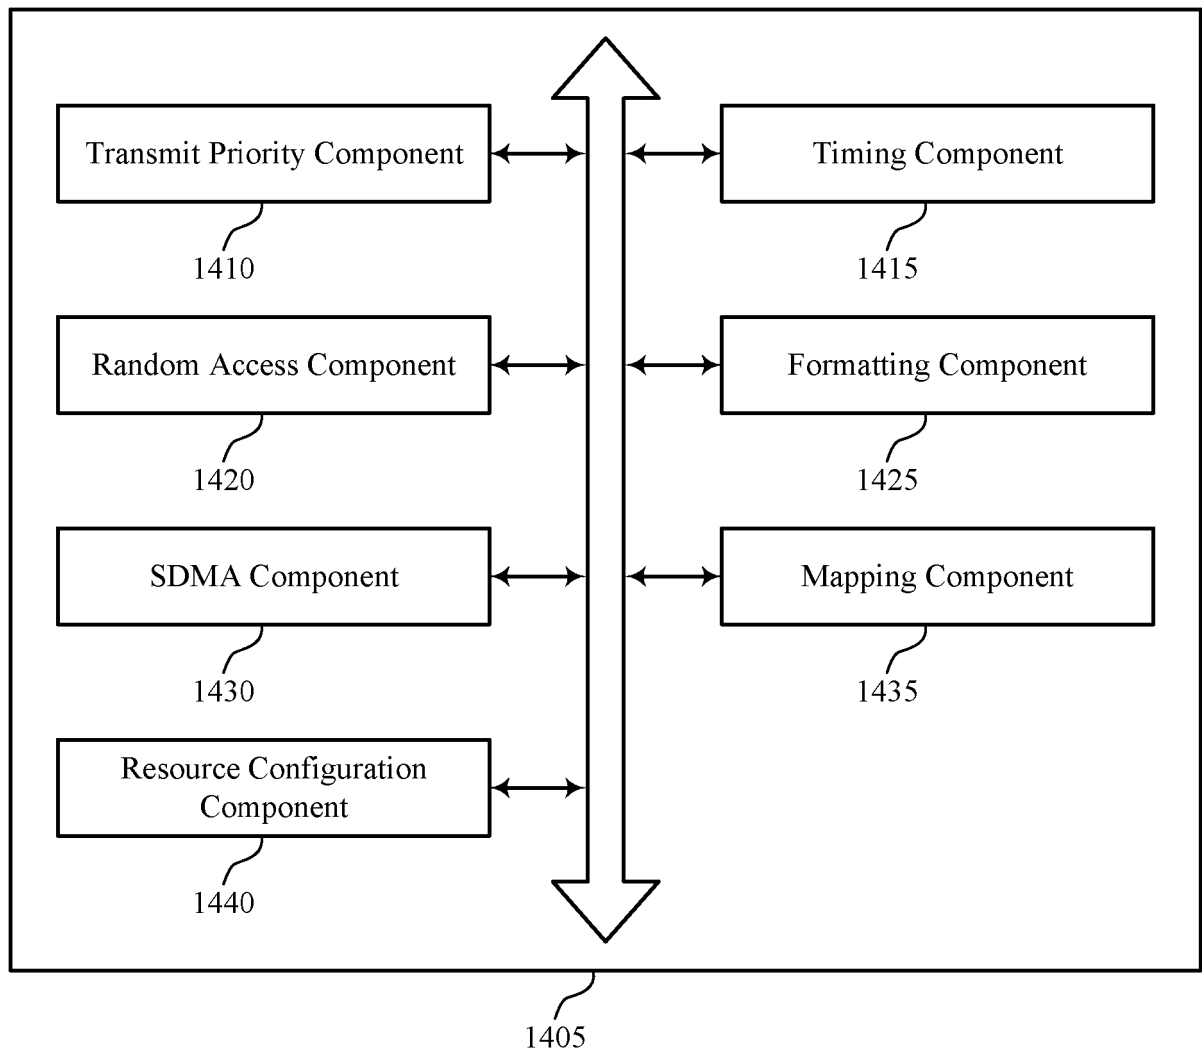 Transmit Priority Component
Timing Component
1410
1415
Random Access Component
Formatting Component
1420
1425
SDMA Component
Mapping Component
1430
1435
Resource Configuration
Component
1440
1405